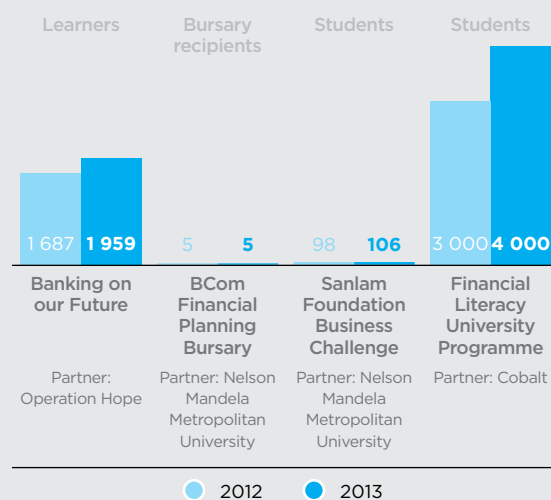 Learners
Bursary
recipients
Students
Students
1 687
1 959
5
5
98
106
3 000
4 000
Banking on
our Future
Partner:
Operation Hope
BCom
Financial
Planning
Bursary
Partner: Nelson
Mandela
Metropolitan
University
Sanlam
Foundation
Business
Challenge
Partner: Nelson
Mandela
Metropolitan
University
Financial
Literacy
University
Programme
Partner: Cobalt
2012
2013